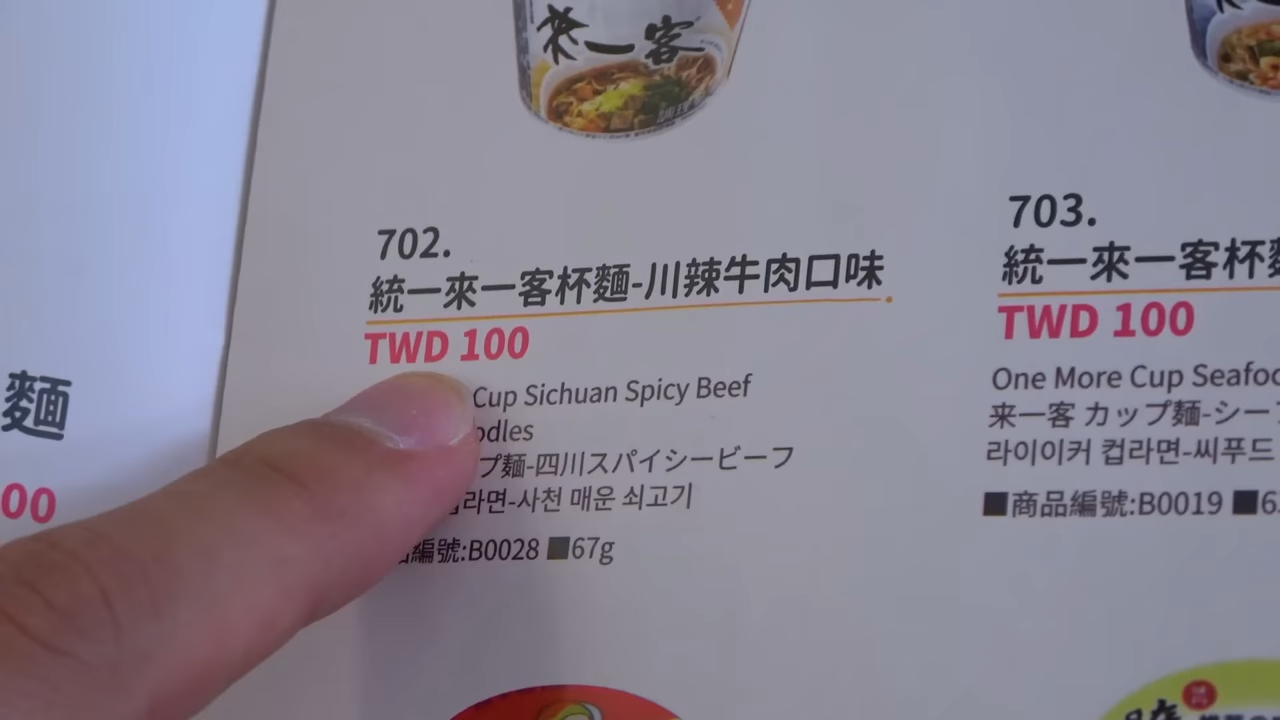 來一客
702.
統一來一客杯麵-川辣牛肉口味
TWD 100
Cup Sichuan Spicy Beef
プ麵-四川スパイシービーフ
라면-사천 매운 쇠고기
編號:B0028 ■67g
703.
統一來一客杯
TWD 100
One More Cup
来一客 カップ麵-シー
라이이커 컵라면-씨푸드
■商品編號:B0019 ■
麵
00